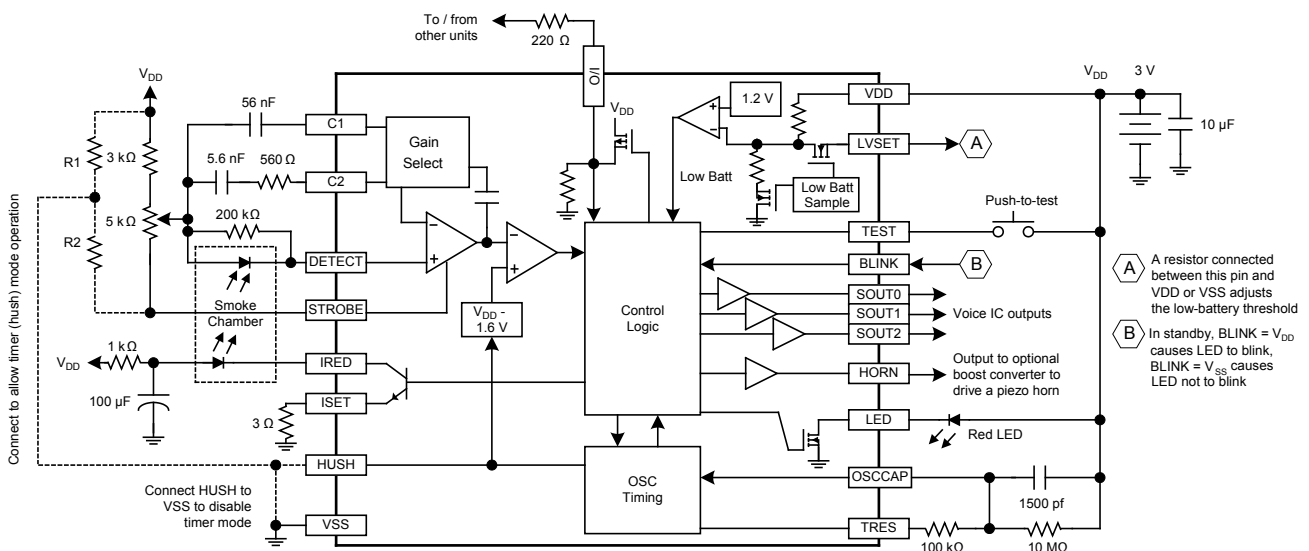 To / from
other units
220 Ω
O/I
VDD
VDD
3 V
10 µF
VDD
56 nF
C1
Gain
Select
R1
3 kΩ
5.6 nF
560 Ω
C2
R2
5 kΩ
200 kΩ
DETECT
Smoke
Chamber
STROBE
VDD
1 kΩ
100 µF
IRED
ISET
3 Ω
HUSH
VSS
Connect HUSH to
VSS to disable
timer mode
Connect to allow timer (hush) mode operation
−
+
−
+
VDD -
1.6 V
VDD
+
−
1.2 V
Low Batt
Low Batt
Sample
Control
Logic
OSC
Timing
VDD
LVSET
A
TEST
Push-to-test
BLINK
B
SOUT0
SOUT1
SOUT2
Voice IC outputs
HORN
Output to optional
boost converter to
drive a piezo horn
LED
Red LED
OSCCAP
1500 pf
TRES
100 kΩ
10 MΩ
A
A resistor connected
between this pin and
VDD or VSS adjusts
the low-battery threshold
B
In standby, BLINK = VDD
causes LED to blink,
BLINK = VSS causes
LED not to blink